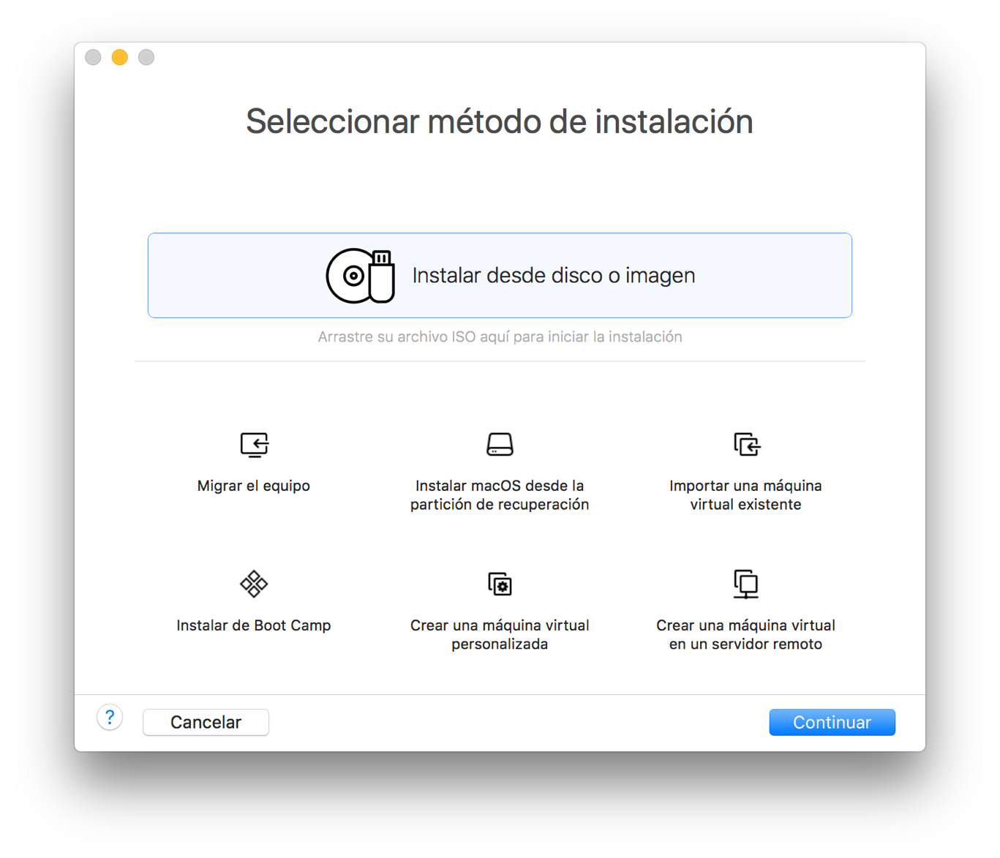 Seleccionar método de instalación
Instalar desde disco o imagen
Arrastre su archivo ISO aquí para iniciar la instalación
Migrar el equipo
Instalar macOS desde la
partición de recuperación
Importar una máquina
virtual existente
Instalar de Boot Camp
Crear una máquina virtual
personalizada
Crear una máquina virtual
en un servidor remoto
?
Cancelar
Continuar